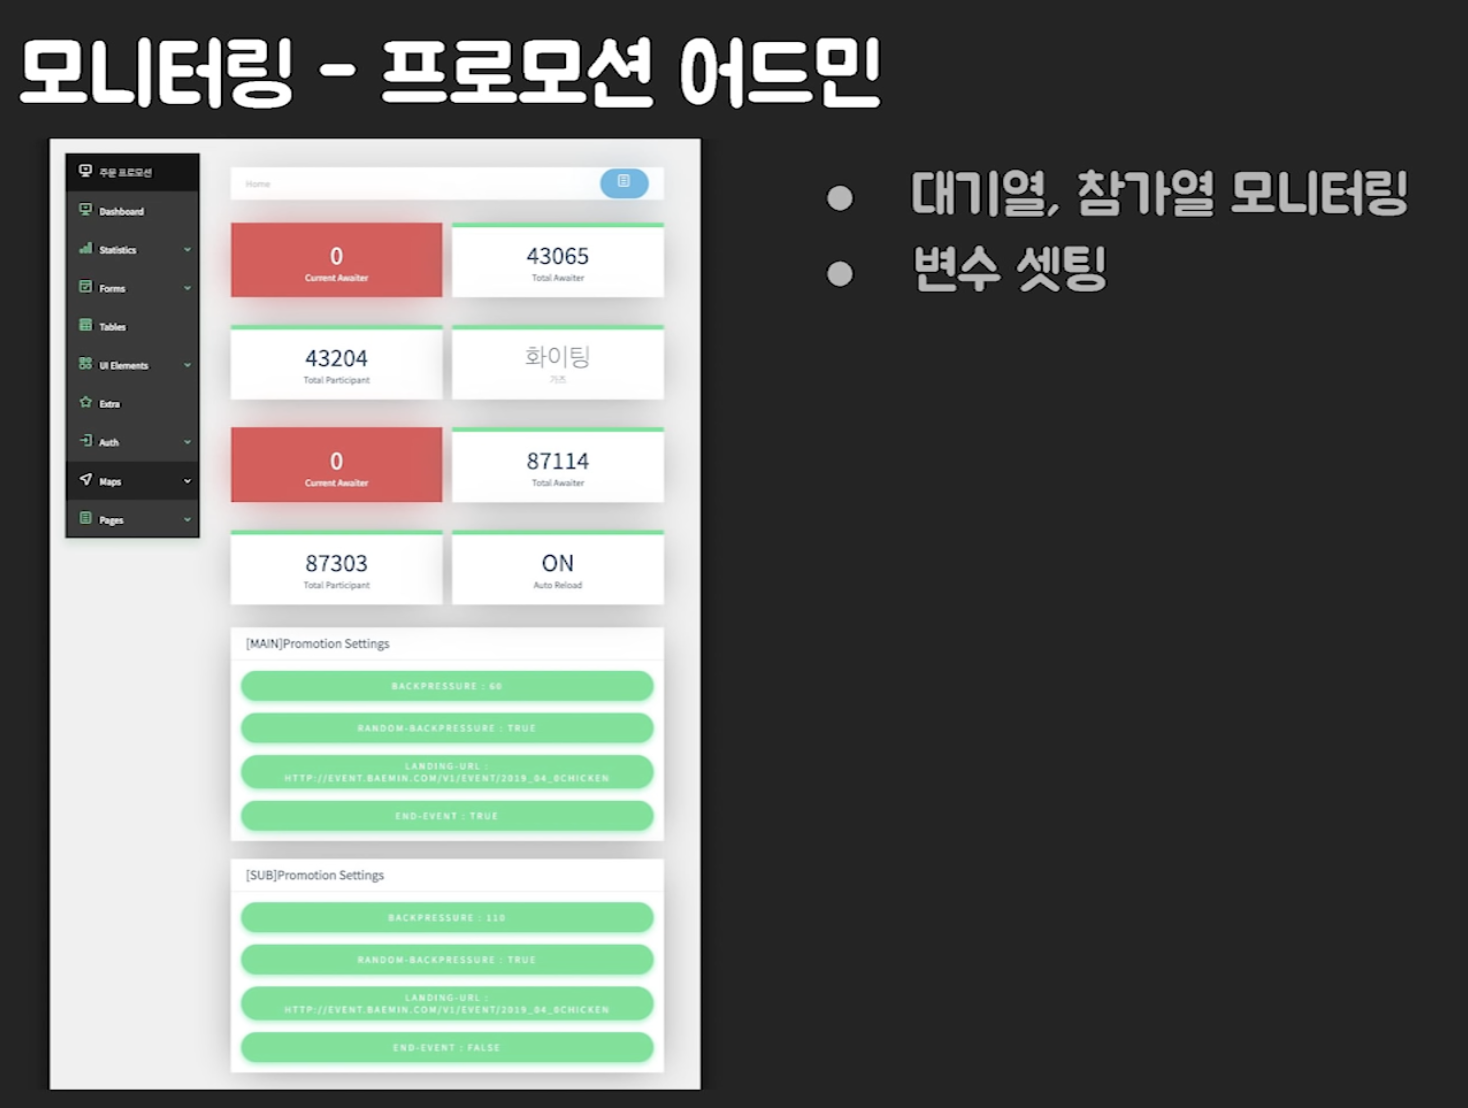 모니터링 - 프로모션 어드민
주문 프로모션
Dashboard
Statistics
Forms
Tables
UI Elements
Extra
Auth
Maps
Pages
Home
0
Current Awaiter
43065
Total Awaiter
43204
Total Participant
화이팅
가즈
0
Current Awaiter
87114
Total Awaiter
87303
Total Participant
ON
Auto Reload
[MAIN]Promotion Settings
BACKPRESSURE : 60
RANDOM-BACKPRESSURE : TRUE
LANDING-URL :
HTTP://EVENT.BAEMIN.COM/V1/EVENT/2019_04_0CHICKEN
END-EVENT : TRUE
[SUB]Promotion Settings
BACKPRESSURE : 110
RANDOM-BACKPRESSURE : TRUE
LANDING-URL :
HTTP://EVENT.BAEMIN.COM/V1/EVENT/2019_04_0CHICKEN
END-EVENT : FALSE
● 대기열, 참가열 모니터링
● 변수 셋팅